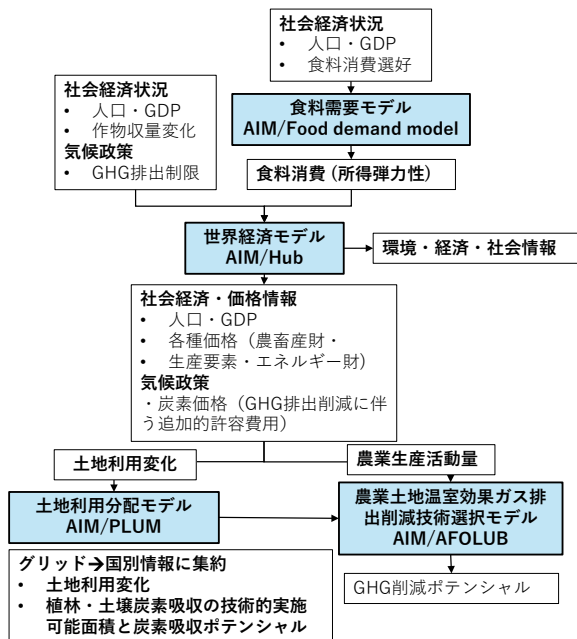 社会経済状況
• 人口・GDP
• 食料消費選好
社会経済状況
• 人口・GDP
• 作物収量変化
気候政策
• GHG排出制限
食料需要モデル
AIM/Food demand model
食料消費 (所得弾力性)
世界経済モデル
AIM/Hub
環境・経済・社会情報
社会経済・価格情報
• 人口・GDP
• 各種価格（農畜産財・
• 生産要素・エネルギー財)
気候政策
・炭素価格（GHG排出削減に伴
う追加的許容費用）
土地利用変化
農業生産活動量
土地利用分配モデル
AIM/PLUM
農業土地温室効果ガス排
出削減技術選択モデル
AIM/AFOLUB
グリッド→国別情報に集約
• 土地利用変化
• 植林・土壌炭素吸収の技術的実施
可能面積と炭素吸収ポテンシャル
GHG削減ポテンシャル